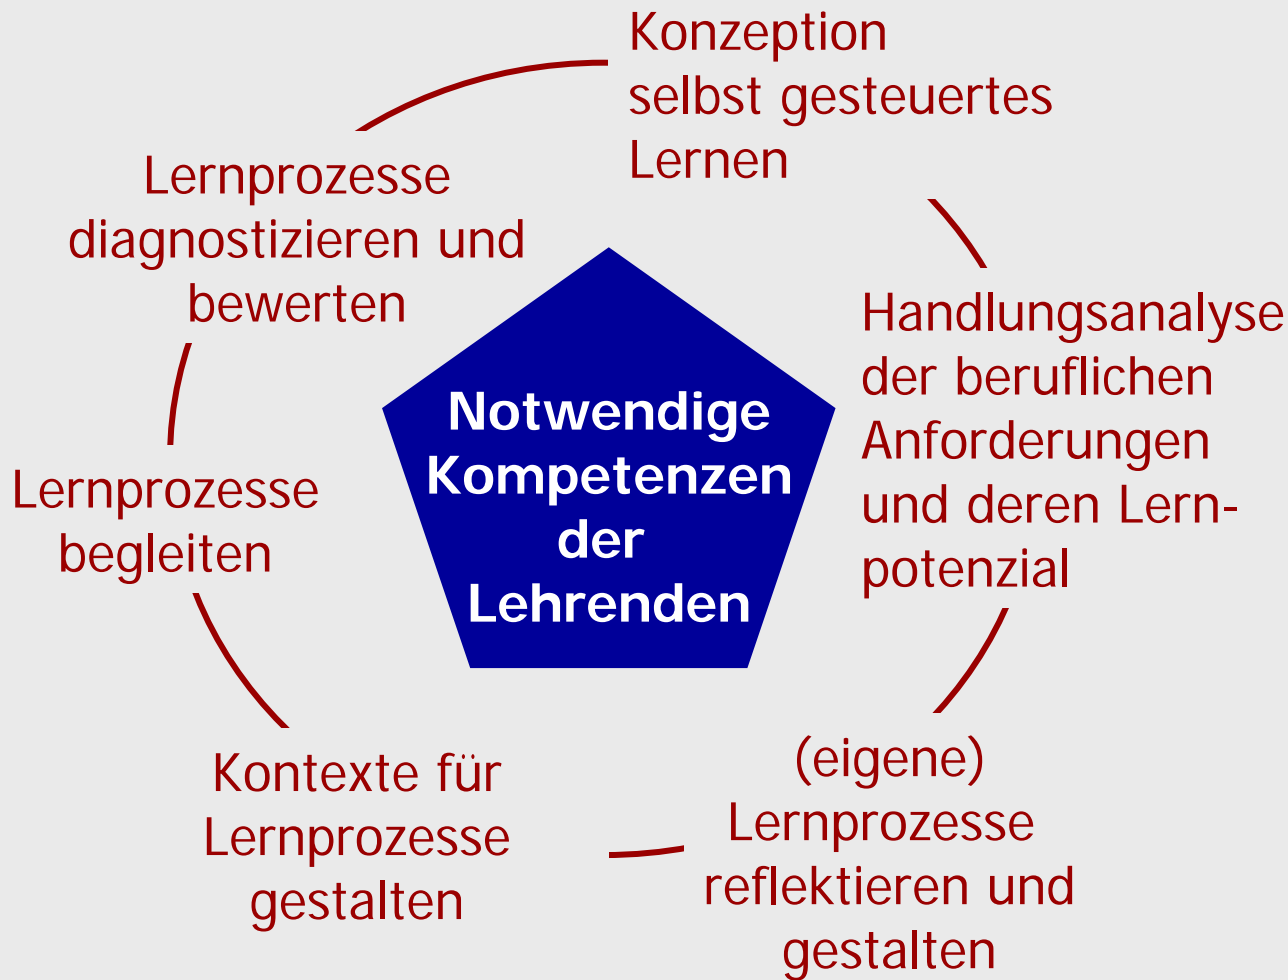 Konzeption
selbst gesteuertes
Lernen
Lernprozesse
diagnostizieren und
bewerten
Handlungsanalyse
der beruflichen
Anforderungen
und deren Lern-
potenzial
Notwendige
Kompetenzen
der
Lehrenden
Lernprozesse
begleiten
Kontexte für
Lernprozesse
gestalten
(eigene)
Lernprozesse
reflektieren und
gestalten